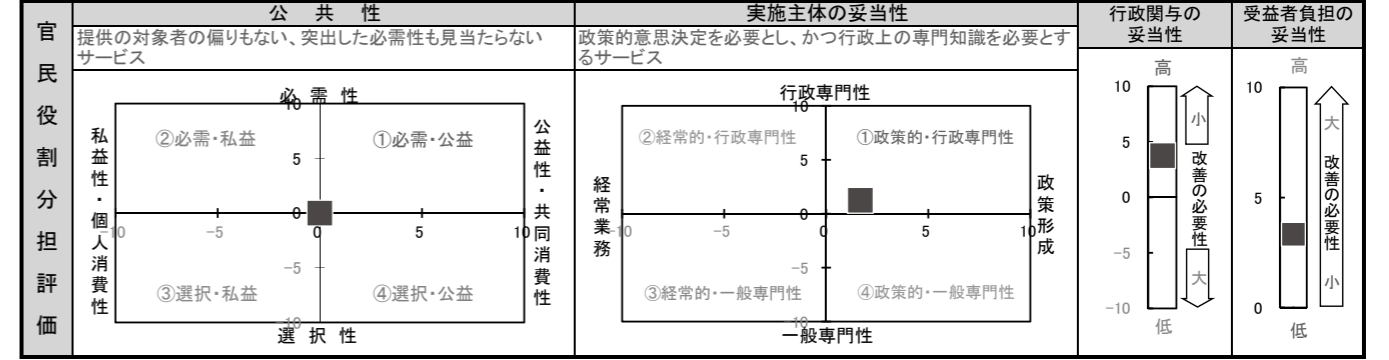 官民役割分担評価
公 共 性
提供の対象者の偏りもない、突出した必需性も見当たらない
サービス
必 需 性
10
②必需・私益
①必需・公益
5
私益性・個人消費性
公益性・共同消費性
0
-10
-5
0
5
10
-5
③選択・私益
④選択・公益
-10
選 択 性
実施主体の妥当性
政策的意思決定を必要とし、かつ行政上の専門知識を必要とす
るサービス
行政専門性
10
②経常的・行政専門性
①政策的・行政専門性
5
経常業務
政策形成
0
-10
-5
0
5
10
-5
③経常的・一般専門性
④政策的・一般専門性
-10
一般専門性
行政関与の
妥当性
高
10
5
0
-5
-10
低
小
改善の必要性
大
受益者負担の
妥当性
高
10
5
0
低
大
改善の必要性
小